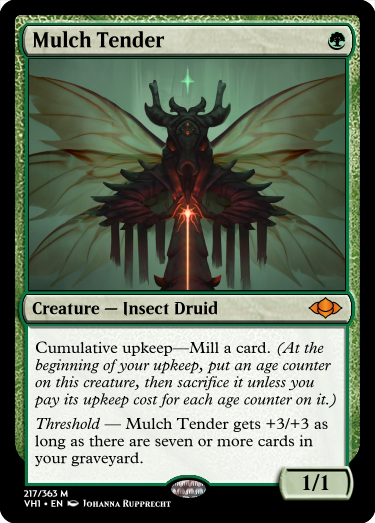 Mulch Tender
Creature — Insect Druid
Cumulative upkeep—Mill a card. (At the
beginning of your upkeep, put an age counter
on this creature, then sacrifice it unless you
pay its upkeep cost for each age counter on it.)
Threshold — Mulch Tender gets +3/+3 as
long as there are seven or more cards in
your graveyard.
1/1
217/363 M
VH1 • EN Johanna Rupprecht